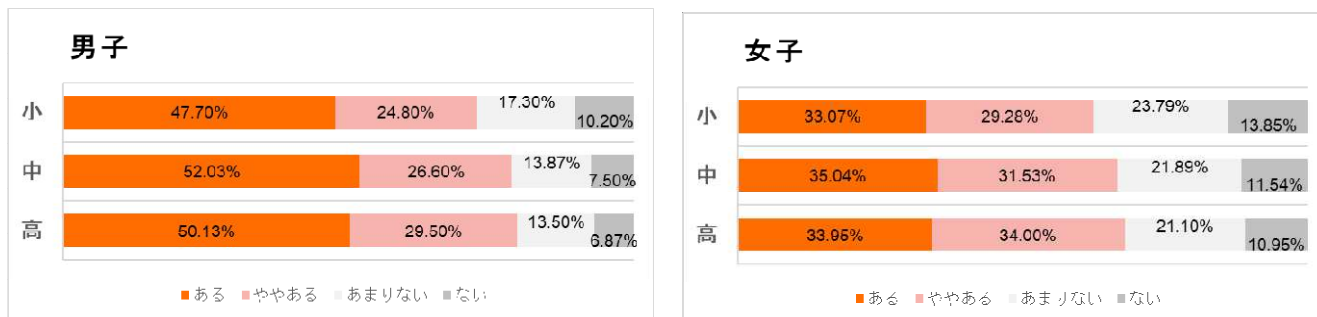 男子
小 47.70% 24.80% 17.30% 10.20%
中 52.03% 26.60% 13.87% 7.50%
高 50.13% 29.50% 13.50% 6.87%
■ある ■ややある ■あまりない ■ない
女子
小 33.07% 29.28% 23.79% 13.85%
中 35.04% 31.53% 21.89% 11.54%
高 33.95% 34.00% 21.10% 10.95%
■ある ■ややある ■あまりない ■ない